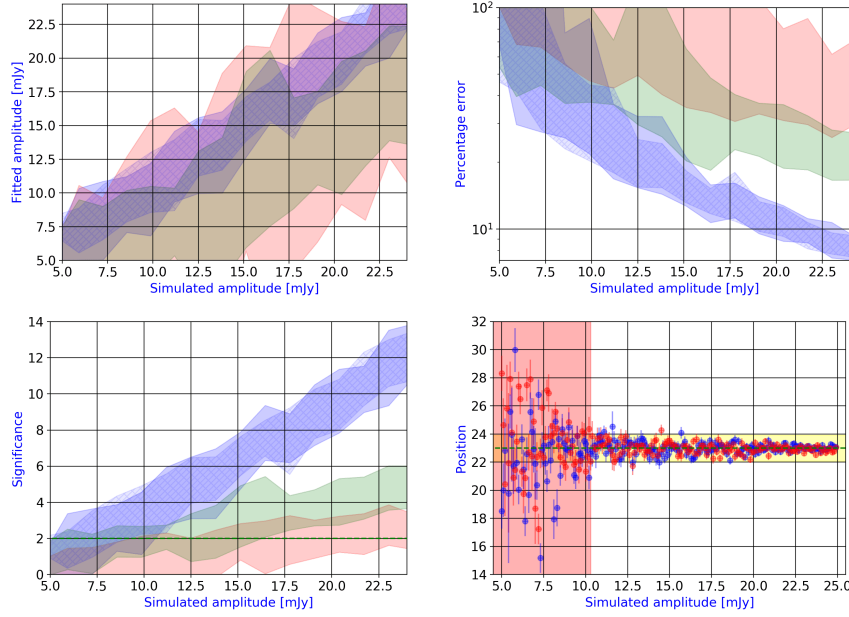 22.5
20.0
17.5
15.0
12.5
10.0
7.5
5.0
Fitted amplitude [mJy]
5.0 7.5 10.0 12.5 15.0 17.5 20.0 22.5
Simulated amplitude [mJy]
10²
10¹
Percentage error
5.0 7.5 10.0 12.5 15.0 17.5 20.0 22.5
Simulated amplitude [mJy]
14
12
10
8
6
4
2
0
Significance
5.0 7.5 10.0 12.5 15.0 17.5 20.0 22.5
Simulated amplitude [mJy]
32
30
28
26
24
22
20
18
16
14
Position
5.0 7.5 10.0 12.5 15.0 17.5 20.0 22.5 25.0
Simulated amplitude [mJy]